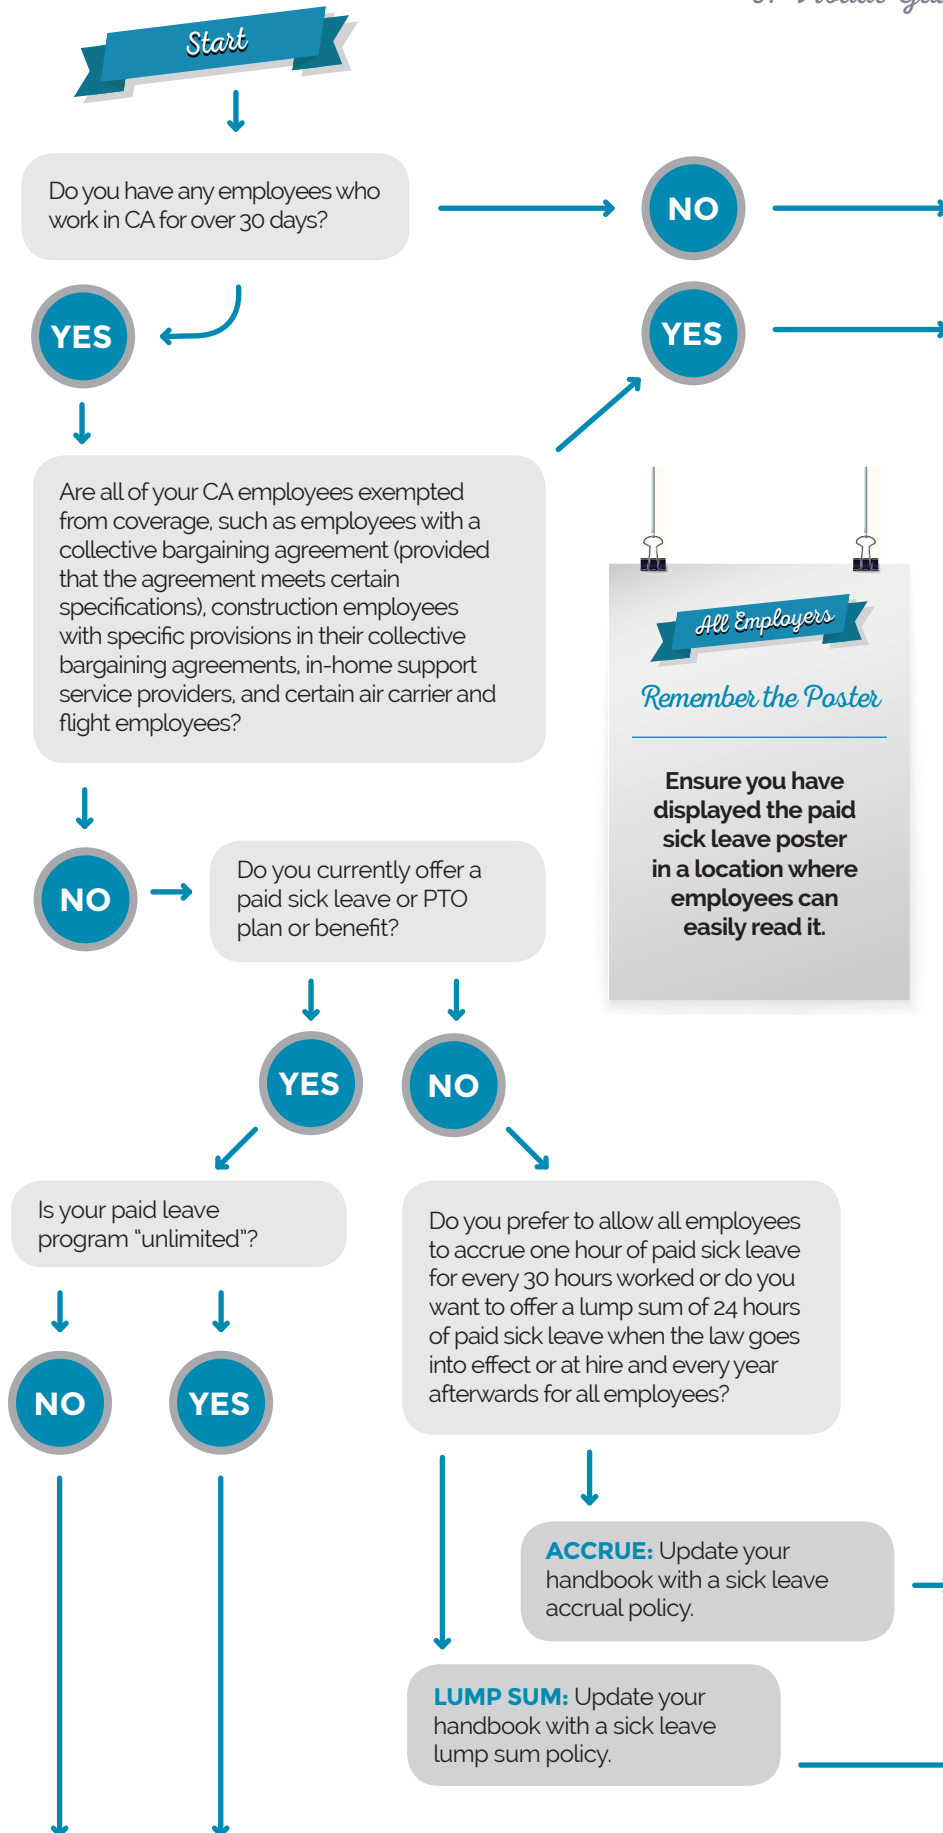 Start
Do you have any employees who
work in CA for over 30 days?
NO
YES
YES
Are all of your CA employees exempted
from coverage, such as employees with a
collective bargaining agreement (provided
that the agreement meets certain
specifications), construction employees
with specific provisions in their collective
bargaining agreements, in-home support
service providers, and certain air carrier and
flight employees?
All Employers
Remember the Poster
Ensure you have
displayed the paid
sick leave poster
in a location where
employees can
easily read it.
NO
Do you currently offer a
paid sick leave or PTO
plan or benefit?
YES
NO
Is your paid leave
program "unlimited"?
NO
YES
Do you prefer to allow all employees
to accrue one hour of paid sick leave
for every 30 hours worked or do you
want to offer a lump sum of 24 hours
of paid sick leave when the law goes
into effect or at hire and every year
afterwards for all employees?
ACCRUE: Update your
handbook with a sick leave
accrual policy.
LUMP SUM: Update your
handbook with a sick leave
lump sum policy.